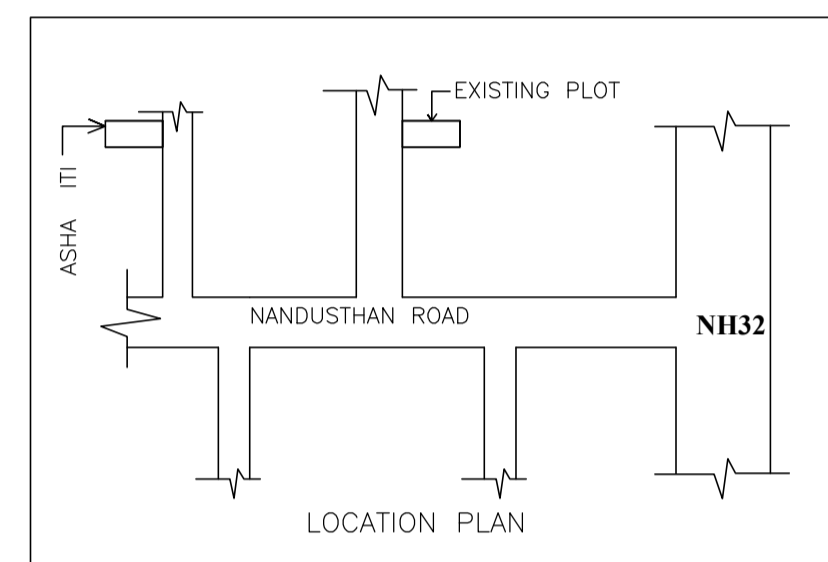 EXISTING PLOT
ASHA ITI
NANDUSTHAN ROAD
NH32
LOCATION PLAN